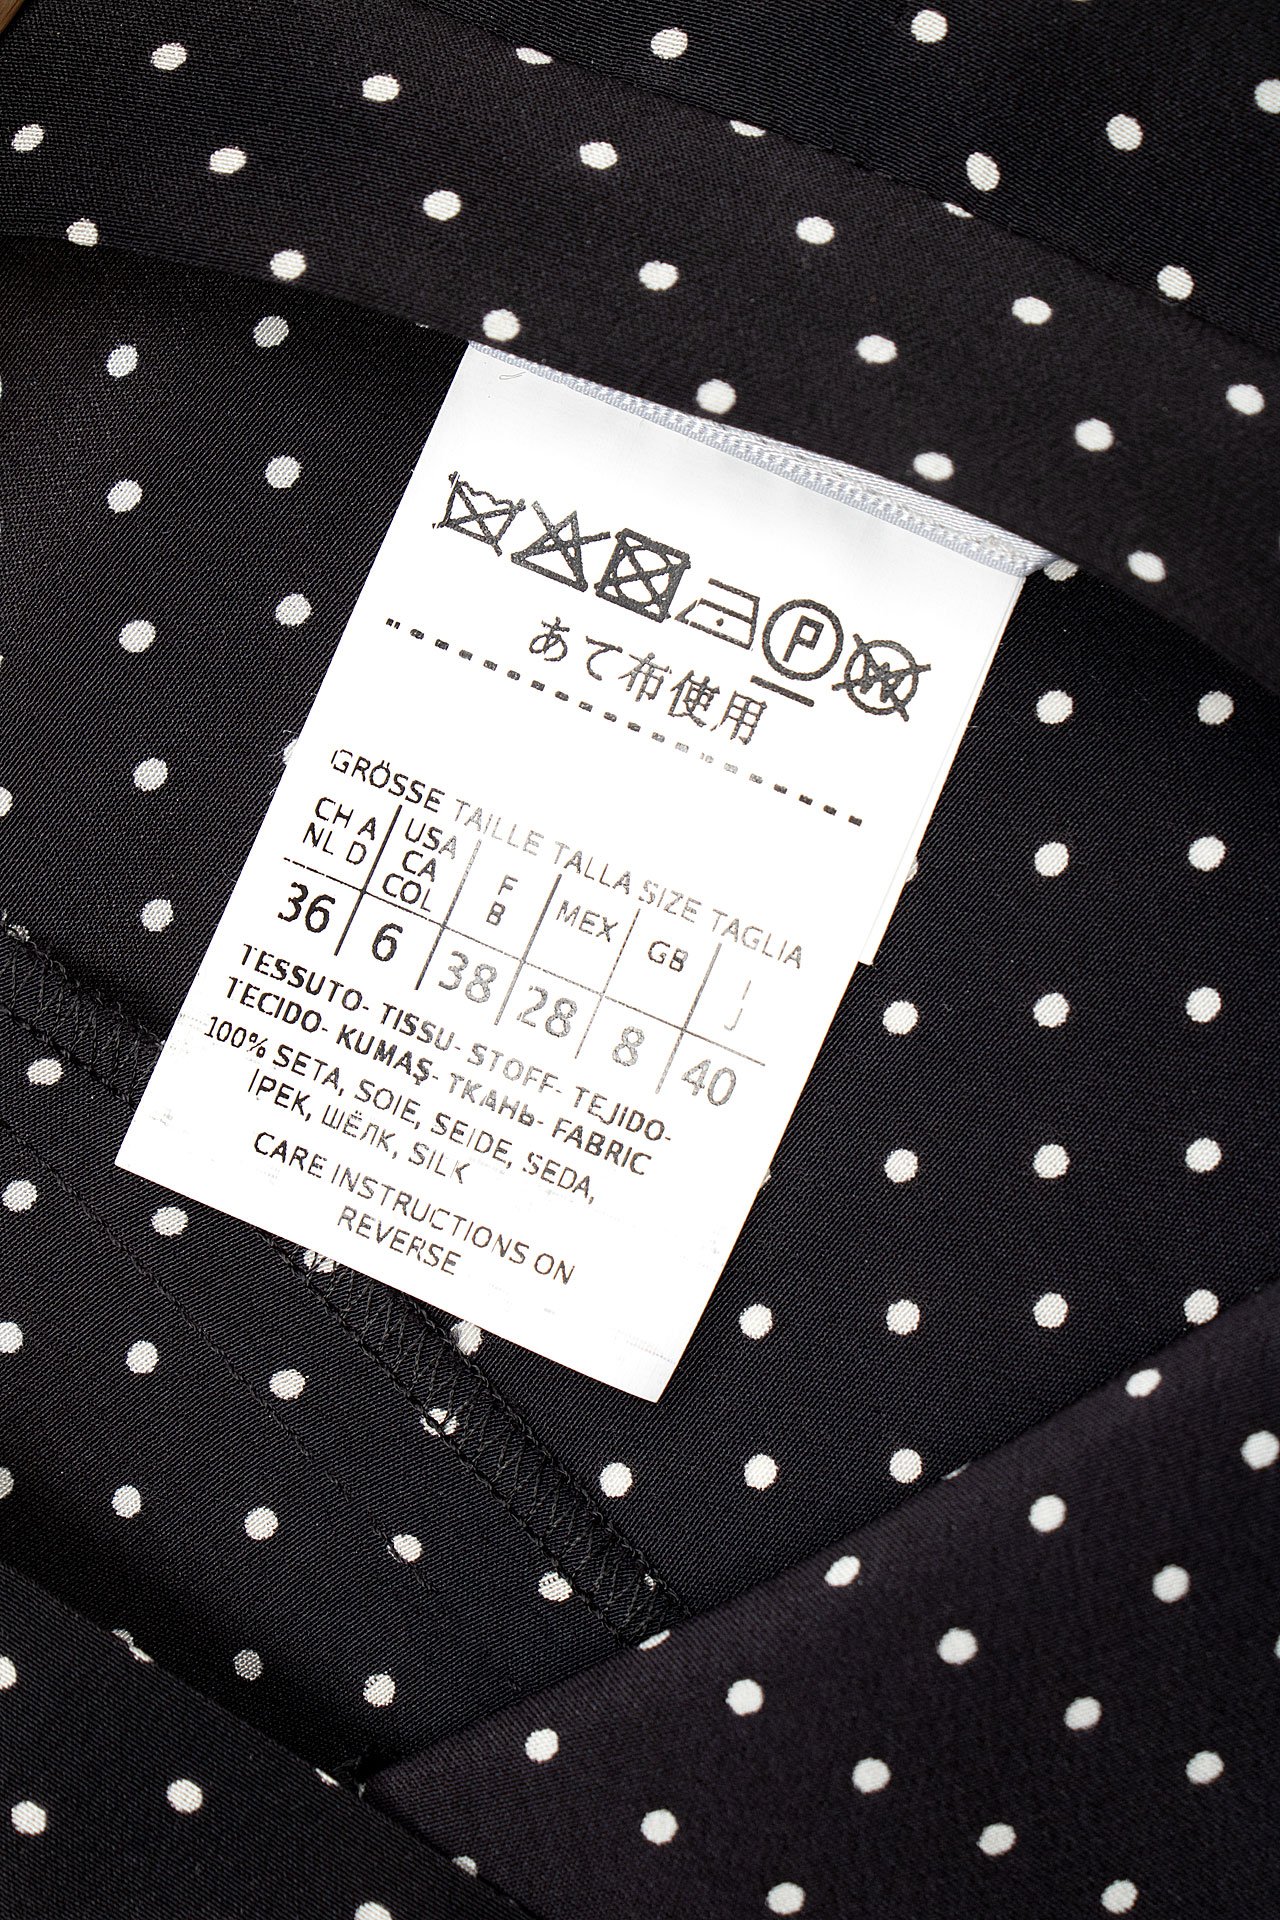 P
W
あて布使用
GRÖSSE TAILLE TALLA SIZE TAGLIA
CH A
NL D
USA
CA
COL
F
B
MEX
GB
I
J
36 6 38 28 8 40
TESSUTO- TISSU- STOFF- TEJIDO-
TECIDO- KUMAŞ- ТКАНЬ- FABRIC
100% SETA, SOIE, SEIDE, SEDA,
IPEK, ШЁЛК, SILK
CARE INSTRUCTIONS ON
REVERSE